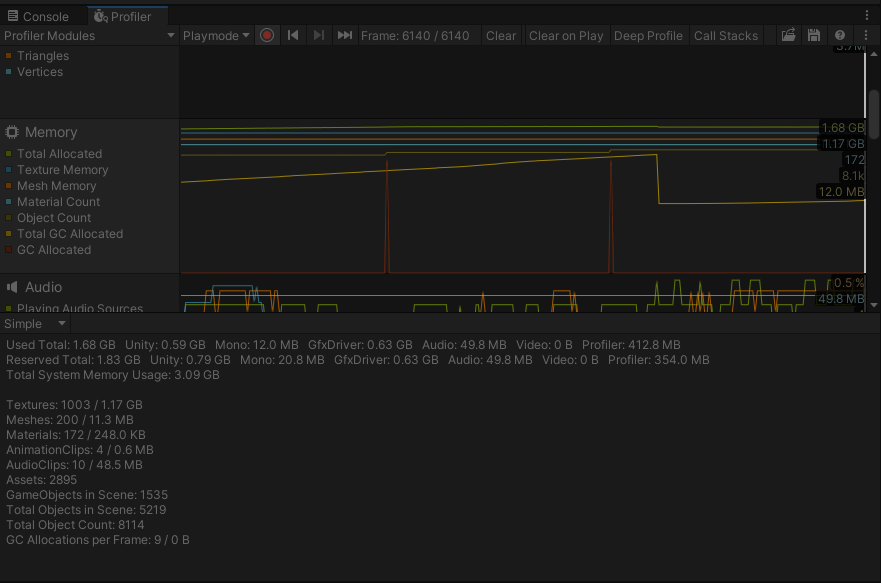 Console Profiler
Profiler Modules Playmode Frame: 6140 / 6140 Clear Clear on Play Deep Profile Call Stacks
Triangles
Vertices
Memory
Total Allocated
Texture Memory
Mesh Memory
Material Count
Object Count
Total GC Allocated
GC Allocated
1.68 GB
1.17 GB
172
8.1k
12.0 MB
Audio
Playing Audio Sources
0.5 %
49.8 MB
Simple
Used Total: 1.68 GB Unity: 0.59 GB Mono: 12.0 MB GfxDriver: 0.63 GB Audio: 49.8 MB Video: 0 B Profiler: 412.8 MB
Reserved Total: 1.83 GB Unity: 0.79 GB Mono: 20.8 MB GfxDriver: 0.63 GB Audio: 49.8 MB Video: 0 B Profiler: 354.0 MB
Total System Memory Usage: 3.09 GB
Textures: 1003 / 1.17 GB
Meshes: 200 / 11.3 MB
Materials: 172 / 248.0 KB
AnimationClips: 4 / 0.6 MB
AudioClips: 10 / 48.5 MB
Assets: 2895
GameObjects in Scene: 1535
Total Objects in Scene: 5219
Total Object Count: 8114
GC Allocations per Frame: 9 / 0 B